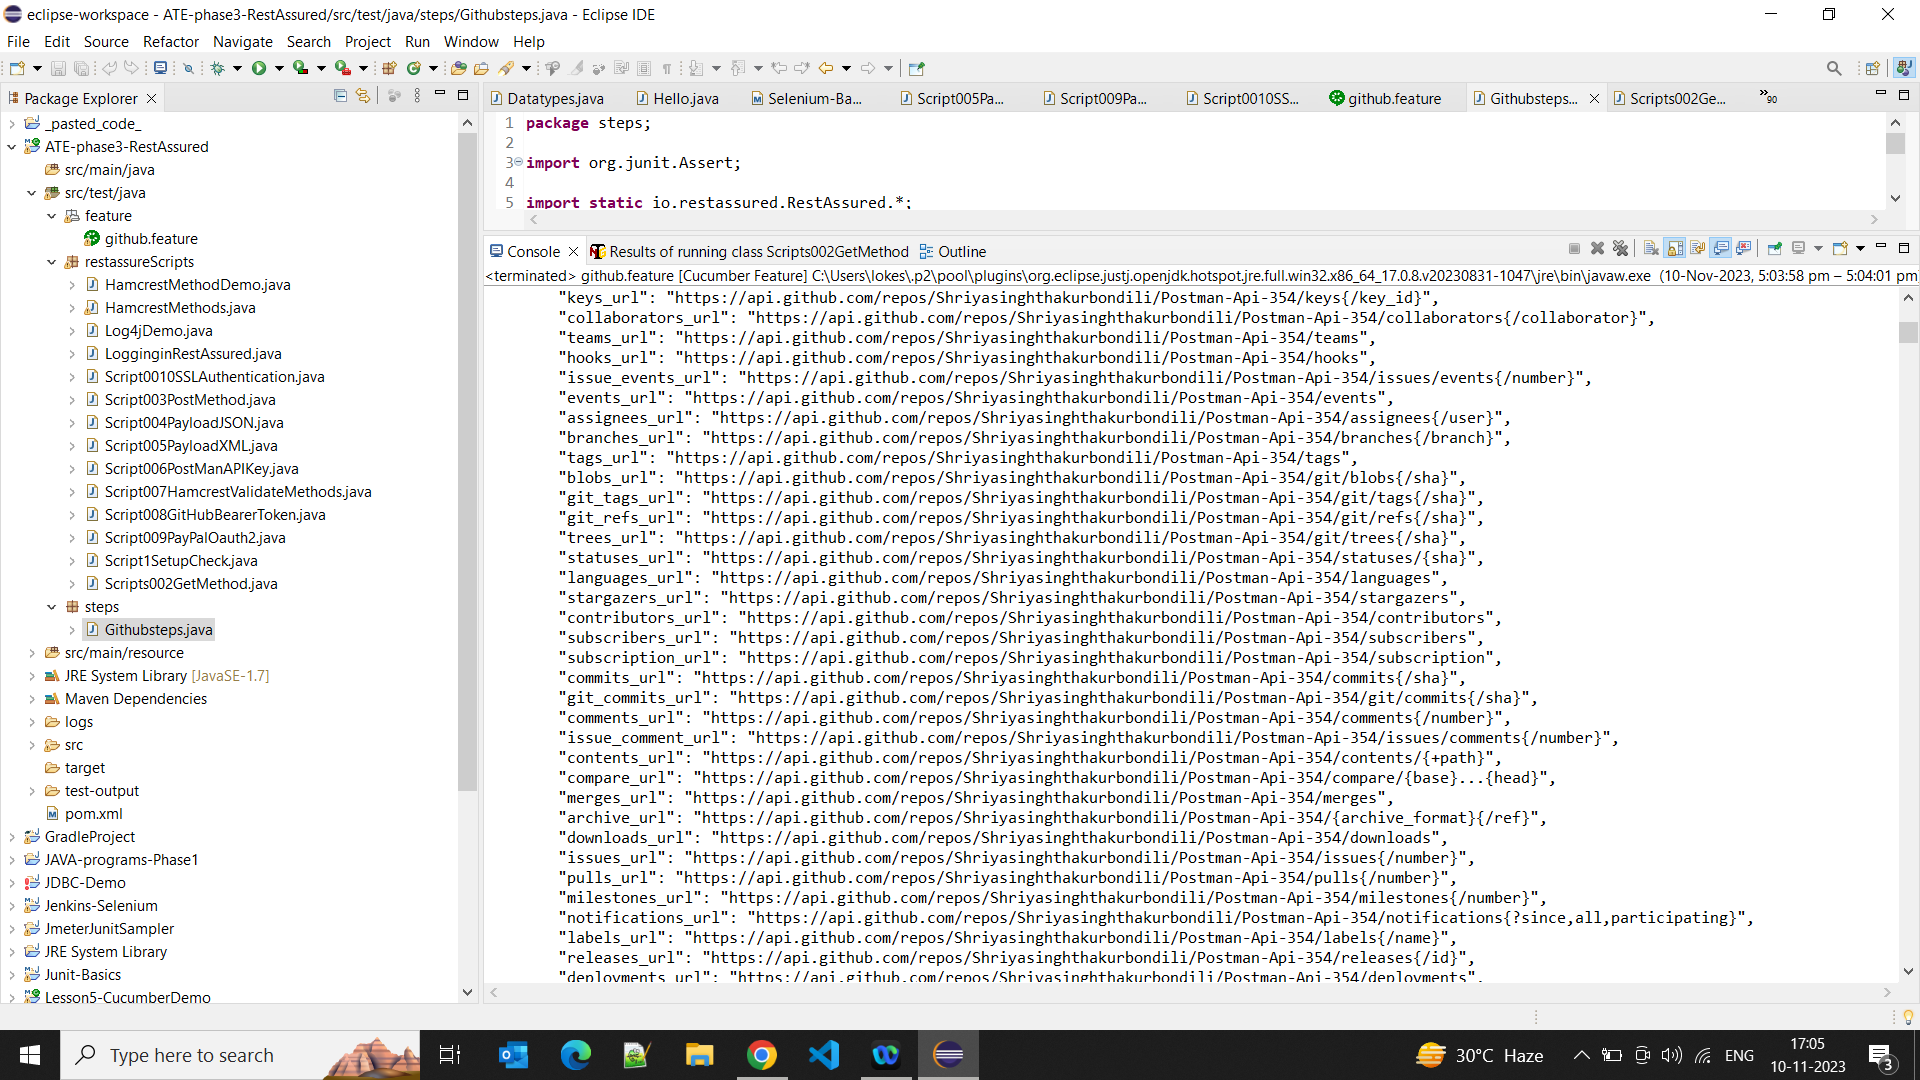 eclipse-workspace - ATE-phase3-RestAssured/src/test/java/steps/Githubsteps.java - Eclipse IDE
File Edit Source Refactor Navigate Search Project Run Window Help
Package Explorer
_pasted_code_
ATE-phase3-RestAssured
src/main/java
src/test/java
feature
github.feature
restassureScripts
HamcrestMethodDemo.java
HamcrestMethods.java
Log4jDemo.java
LogginginRestAssured.java
Script0010SSLAuthentication.java
Script003PostMethod.java
Script004PayloadJSON.java
Script005PayloadXML.java
Script006PostManAPIKey.java
Script007HamcrestValidateMethods.java
Script008GitHubBearerToken.java
Script009PayPalOauth2.java
Script1SetupCheck.java
Scripts002GetMethod.java
steps
Githubsteps.java
src/main/resource
JRE System Library [JavaSE-1.7]
Maven Dependencies
logs
src
target
test-output
pom.xml
GradleProject
JAVA-programs-Phase1
JDBC-Demo
Jenkins-Selenium
JmeterJunitSampler
JRE System Library
Junit-Basics
Lesson5-CucumberDemo
Datatypes.java Hello.java Selenium-Ba... Script005Pa... Script009Pa... Script0010SS... github.feature Githubsteps... Scripts002Ge... »90
1 package steps;
2
3 import org.junit.Assert;
4
5 import static io.restassured.RestAssured.*;
Console Results of running class Scripts002GetMethod Outline
<terminated> github.feature [Cucumber Feature] C:\Users\lokes\.p2\pool\plugins\org.eclipse.justj.openjdk.hotspot.jre.full.win32.x86_64_17.0.8.v20230831-1047\jre\bin\javaw.exe (10-Nov-2023, 5:03:58 pm – 5:04:01 pm
"keys_url": "https://api.github.com/repos/Shriyasinghthakurbondili/Postman-Api-354/keys{/key_id}",
"collaborators_url": "https://api.github.com/repos/Shriyasinghthakurbondili/Postman-Api-354/collaborators{/collaborator}",
"teams_url": "https://api.github.com/repos/Shriyasinghthakurbondili/Postman-Api-354/teams",
"hooks_url": "https://api.github.com/repos/Shriyasinghthakurbondili/Postman-Api-354/hooks",
"issue_events_url": "https://api.github.com/repos/Shriyasinghthakurbondili/Postman-Api-354/issues/events{/number}",
"events_url": "https://api.github.com/repos/Shriyasinghthakurbondili/Postman-Api-354/events",
"assignees_url": "https://api.github.com/repos/Shriyasinghthakurbondili/Postman-Api-354/assignees{/user}",
"branches_url": "https://api.github.com/repos/Shriyasinghthakurbondili/Postman-Api-354/branches{/branch}",
"tags_url": "https://api.github.com/repos/Shriyasinghthakurbondili/Postman-Api-354/tags",
"blobs_url": "https://api.github.com/repos/Shriyasinghthakurbondili/Postman-Api-354/git/blobs{/sha}",
"git_tags_url": "https://api.github.com/repos/Shriyasinghthakurbondili/Postman-Api-354/git/tags{/sha}",
"git_refs_url": "https://api.github.com/repos/Shriyasinghthakurbondili/Postman-Api-354/git/refs{/sha}",
"trees_url": "https://api.github.com/repos/Shriyasinghthakurbondili/Postman-Api-354/git/trees{/sha}",
"statuses_url": "https://api.github.com/repos/Shriyasinghthakurbondili/Postman-Api-354/statuses/{sha}",
"languages_url": "https://api.github.com/repos/Shriyasinghthakurbondili/Postman-Api-354/languages",
"stargazers_url": "https://api.github.com/repos/Shriyasinghthakurbondili/Postman-Api-354/stargazers",
"contributors_url": "https://api.github.com/repos/Shriyasinghthakurbondili/Postman-Api-354/contributors",
"subscribers_url": "https://api.github.com/repos/Shriyasinghthakurbondili/Postman-Api-354/subscribers",
"subscription_url": "https://api.github.com/repos/Shriyasinghthakurbondili/Postman-Api-354/subscription",
"commits_url": "https://api.github.com/repos/Shriyasinghthakurbondili/Postman-Api-354/commits{/sha}",
"git_commits_url": "https://api.github.com/repos/Shriyasinghthakurbondili/Postman-Api-354/git/commits{/sha}",
"comments_url": "https://api.github.com/repos/Shriyasinghthakurbondili/Postman-Api-354/comments{/number}",
"issue_comment_url": "https://api.github.com/repos/Shriyasinghthakurbondili/Postman-Api-354/issues/comments{/number}",
"contents_url": "https://api.github.com/repos/Shriyasinghthakurbondili/Postman-Api-354/contents/{+path}",
"compare_url": "https://api.github.com/repos/Shriyasinghthakurbondili/Postman-Api-354/compare/{base}...{head}",
"merges_url": "https://api.github.com/repos/Shriyasinghthakurbondili/Postman-Api-354/merges",
"archive_url": "https://api.github.com/repos/Shriyasinghthakurbondili/Postman-Api-354/{archive_format}{/ref}",
"downloads_url": "https://api.github.com/repos/Shriyasinghthakurbondili/Postman-Api-354/downloads",
"issues_url": "https://api.github.com/repos/Shriyasinghthakurbondili/Postman-Api-354/issues{/number}",
"pulls_url": "https://api.github.com/repos/Shriyasinghthakurbondili/Postman-Api-354/pulls{/number}",
"milestones_url": "https://api.github.com/repos/Shriyasinghthakurbondili/Postman-Api-354/milestones{/number}",
"notifications_url": "https://api.github.com/repos/Shriyasinghthakurbondili/Postman-Api-354/notifications{?since,all,participating}",
"labels_url": "https://api.github.com/repos/Shriyasinghthakurbondili/Postman-Api-354/labels{/name}",
"releases_url": "https://api.github.com/repos/Shriyasinghthakurbondili/Postman-Api-354/releases{/id}",
"deployments_url": "https://api.github.com/repos/Shriyasinghthakurbondili/Postman-Api-354/deployments",
Type here to search
30°C Haze
ENG
17:05
10-11-2023
3